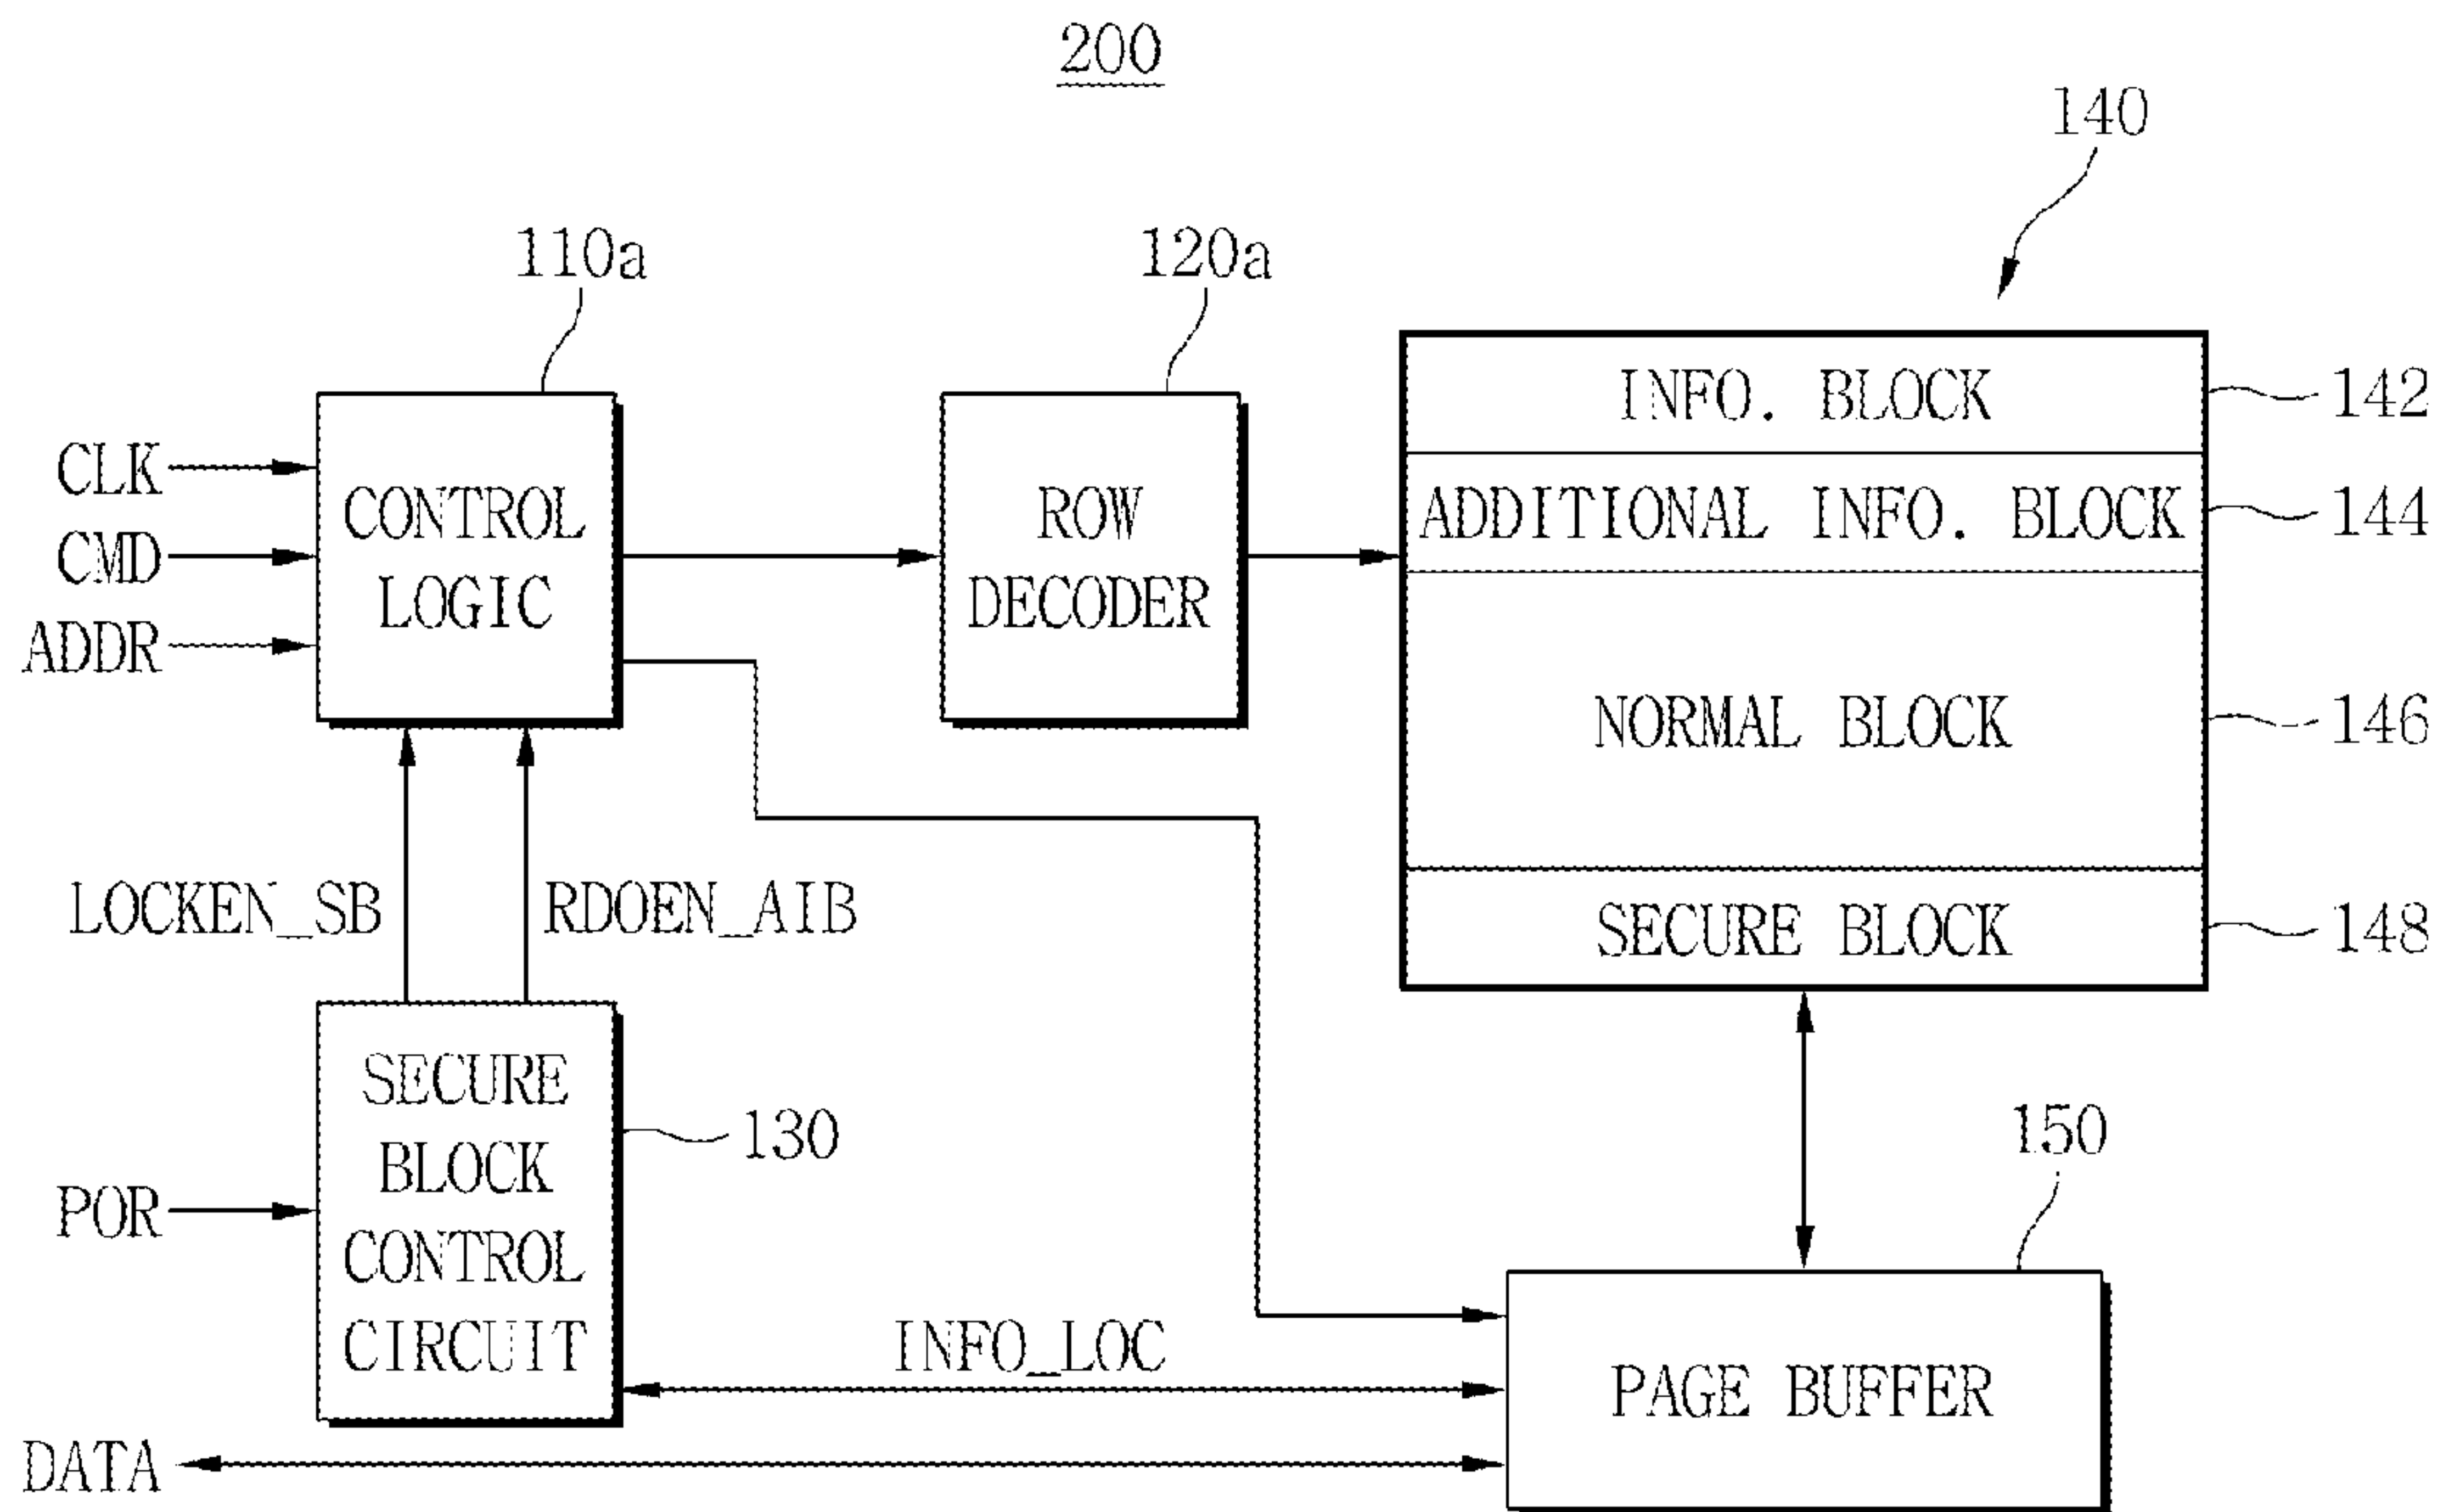 200
140
110a
120a
CLK
CMD
ADDR
CONTROL
LOGIC
ROW
DECODER
INFO. BLOCK
142
ADDITIONAL INFO. BLOCK
144
NORMAL BLOCK
146
SECURE BLOCK
148
LOCKEN_SB
RDOEN_AIB
POR
SECURE
BLOCK
CONTROL
CIRCUIT
130
INFO_LOC
150
PAGE BUFFER
DATA